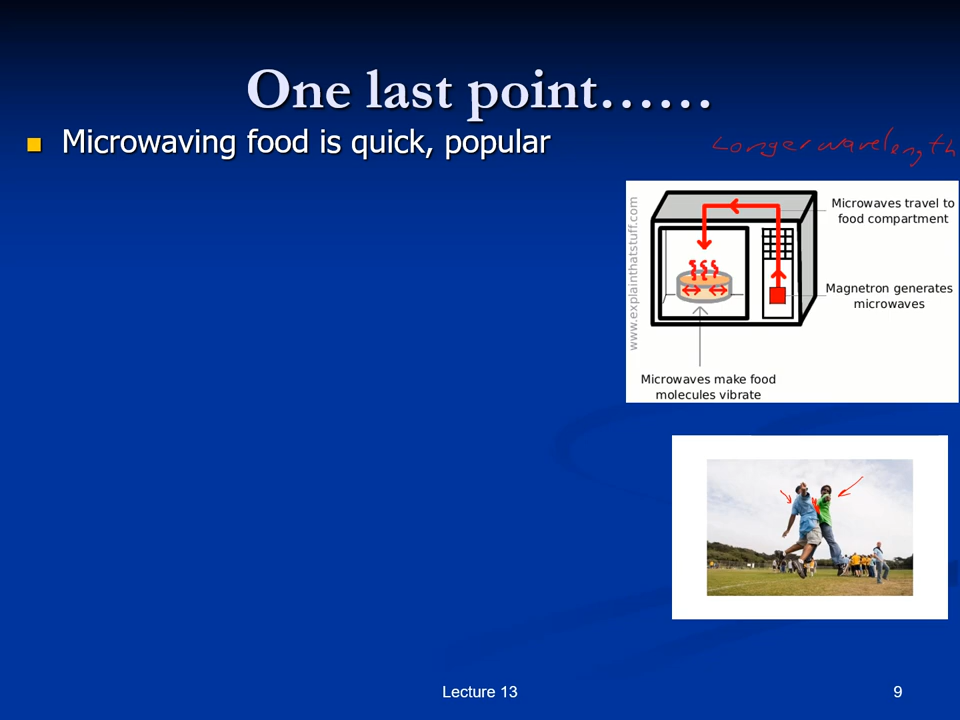 One last point……
Microwaving food is quick, popular
Longer wavelength
www.explainthatstuff.com
Microwaves travel to
food compartment
Magnetron generates
microwaves
Microwaves make food
molecules vibrate
Lecture 13
9